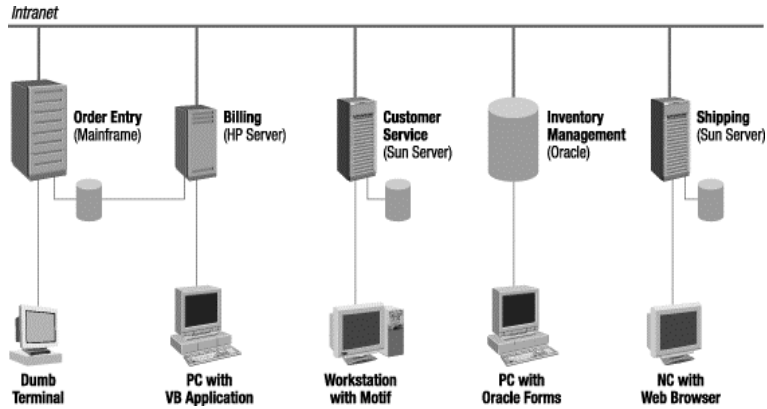 Intranet
Order Entry
(Mainframe)
Billing
(HP Server)
Customer
Service
(Sun Server)
Inventory
Management
(Oracle)
Shipping
(Sun Server)
Dumb
Terminal
PC with
VB Application
Workstation
with Motif
PC with
Oracle Forms
NC with
Web Browser